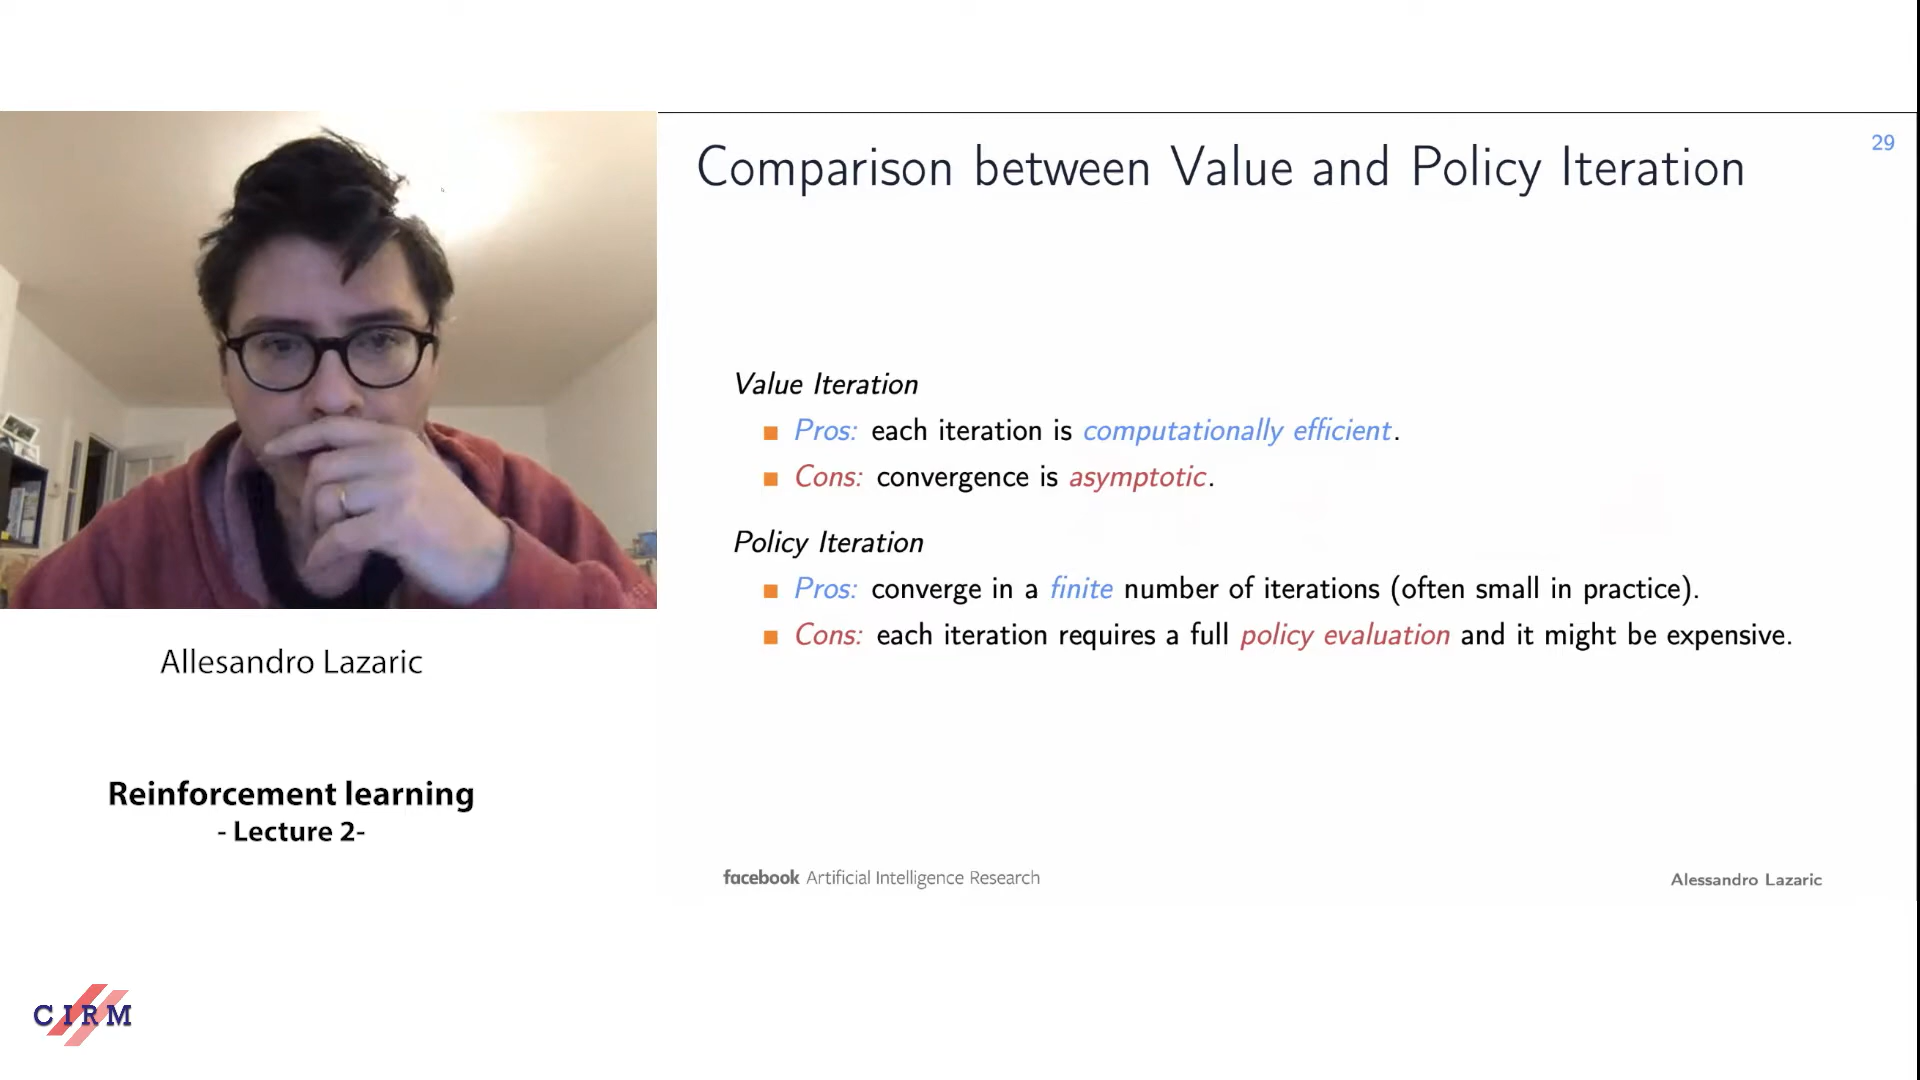 29
Comparison between Value and Policy Iteration
Value Iteration
Pros: each iteration is computationally efficient.
Cons: convergence is asymptotic.
Policy Iteration
Pros: converge in a finite number of iterations (often small in practice).
Cons: each iteration requires a full policy evaluation and it might be expensive.
Allesandro Lazaric
Reinforcement learning
- Lecture 2-
facebook Artificial Intelligence Research
Alessandro Lazaric
CIRM